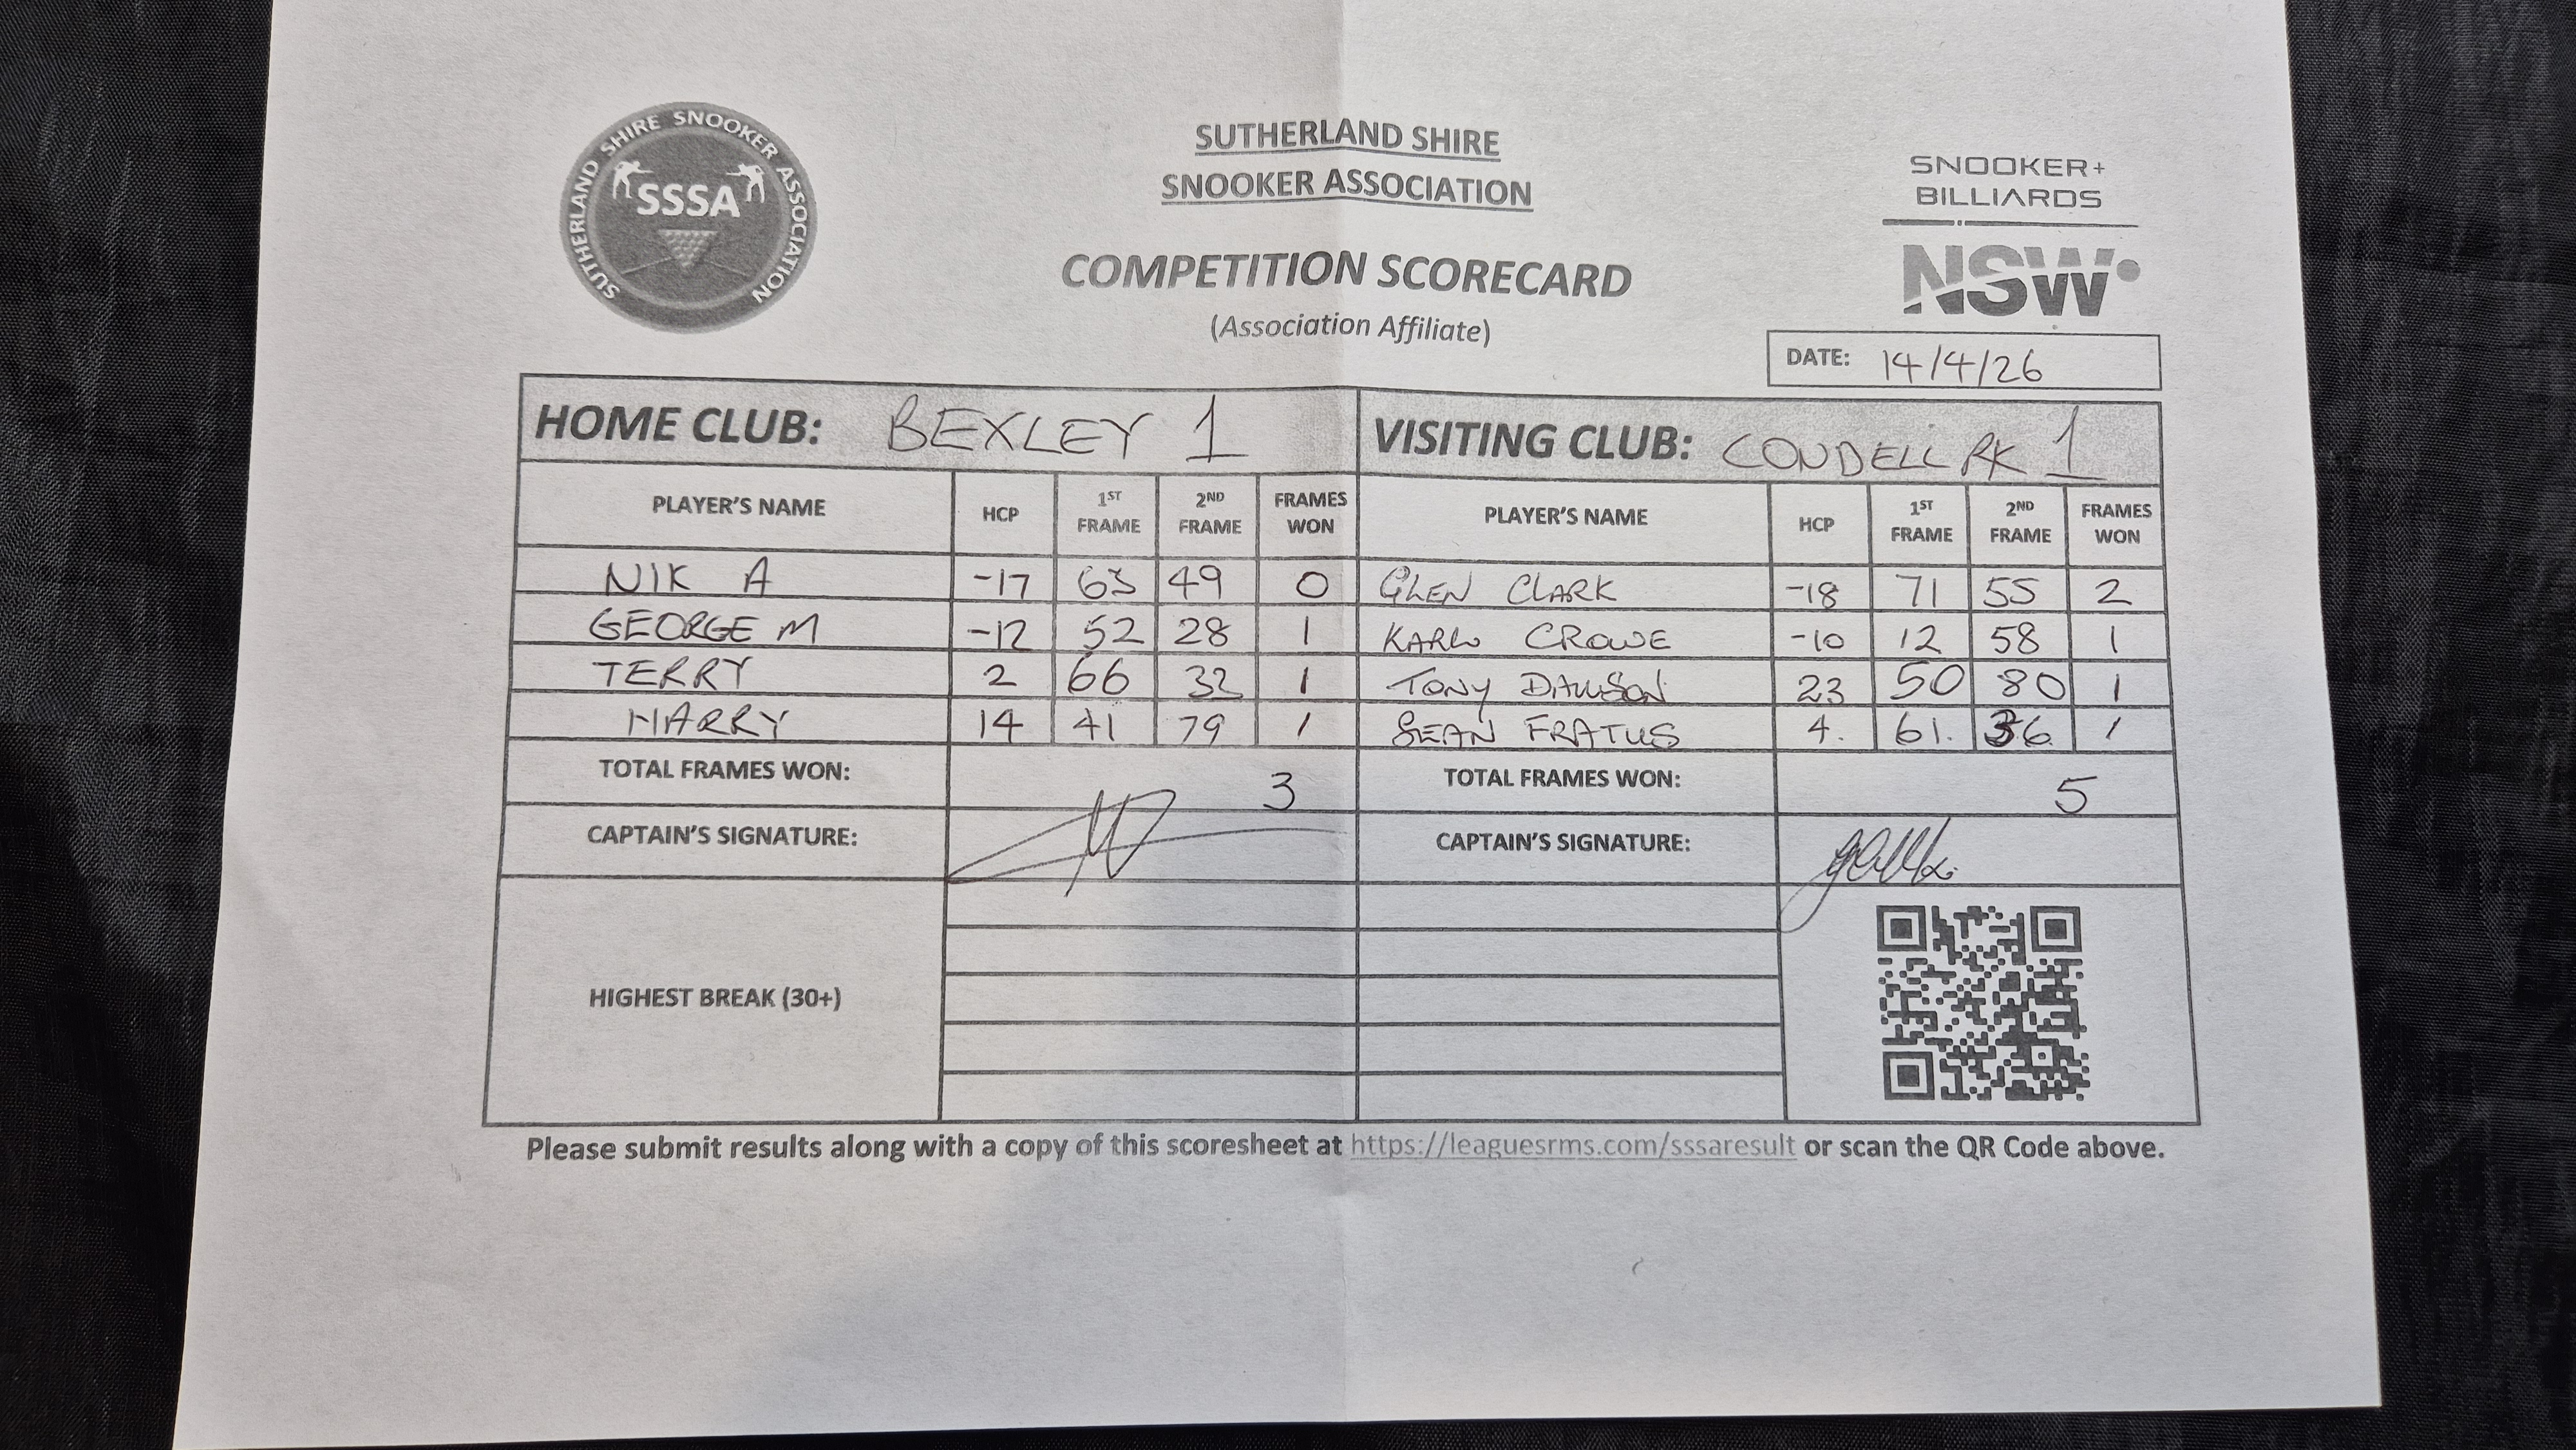 SUTHERLAND SHIRE SNOOKER ASSOCIATION
SSSA
SUTHERLAND SHIRE
SNOOKER ASSOCIATION
COMPETITION SCORECARD
(Association Affiliate)
SNOOKER+
BILLIARDS
NSW
DATE: 14/4/26
HOME CLUB: BEXLEY 1 VISITING CLUB: CONDELL PK 1
PLAYER'S NAME HCP 1ST FRAME 2ND FRAME FRAMES WON PLAYER'S NAME HCP 1ST FRAME 2ND FRAME FRAMES WON
NIK A -17 63 49 0 GLEN CLARK -18 71 55 2
GEORGE M -12 52 28 1 KARL CROWE -10 12 58 1
TERRY 2 66 32 1 TONY DAWSON 23 50 80 1
HARRY 14 41 79 1 SEAN FRATUS 4. 61. 36. 1
TOTAL FRAMES WON: 3 TOTAL FRAMES WON: 5
CAPTAIN'S SIGNATURE: CAPTAIN'S SIGNATURE:
HIGHEST BREAK (30+)
Please submit results along with a copy of this scoresheet at https://leaguesrms.com/sssaresult or scan the QR Code above.